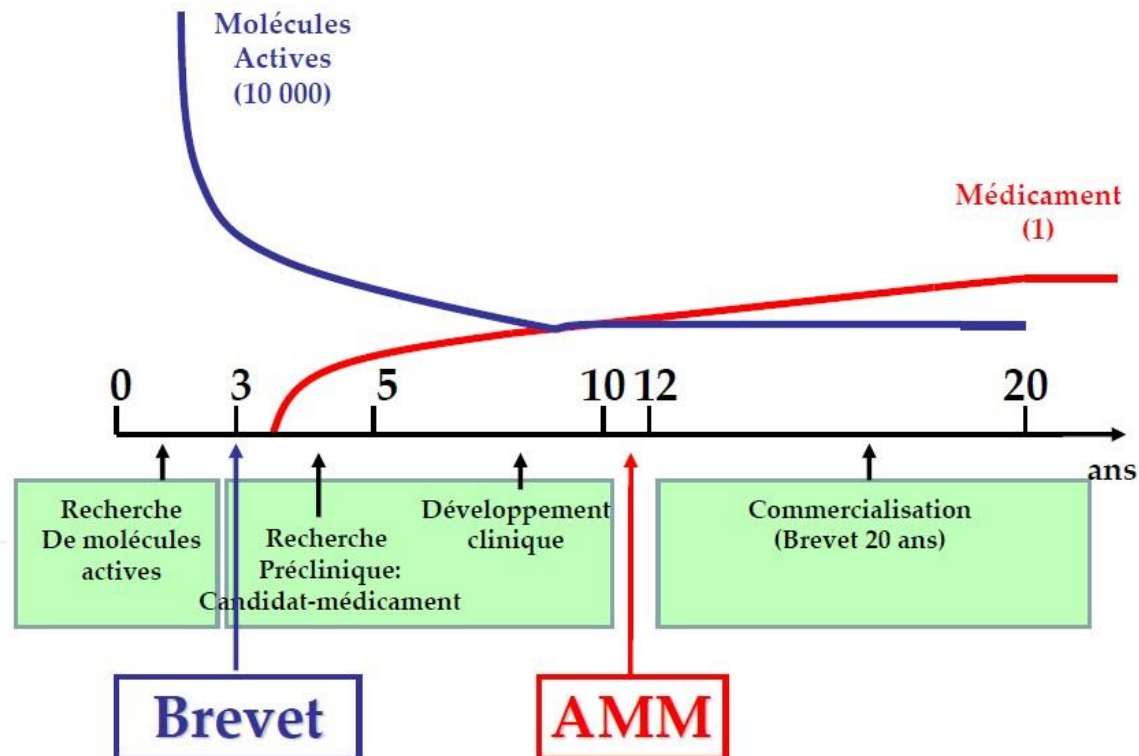 Molécules
Actives
(10 000)
Médicament
(1)
0 3 5 10 12 20
ans
Recherche
De molécules
actives
Recherche
Préclinique:
Candidat-médicament
Développement
clinique
Commercialisation
(Brevet 20 ans)
Brevet
AMM